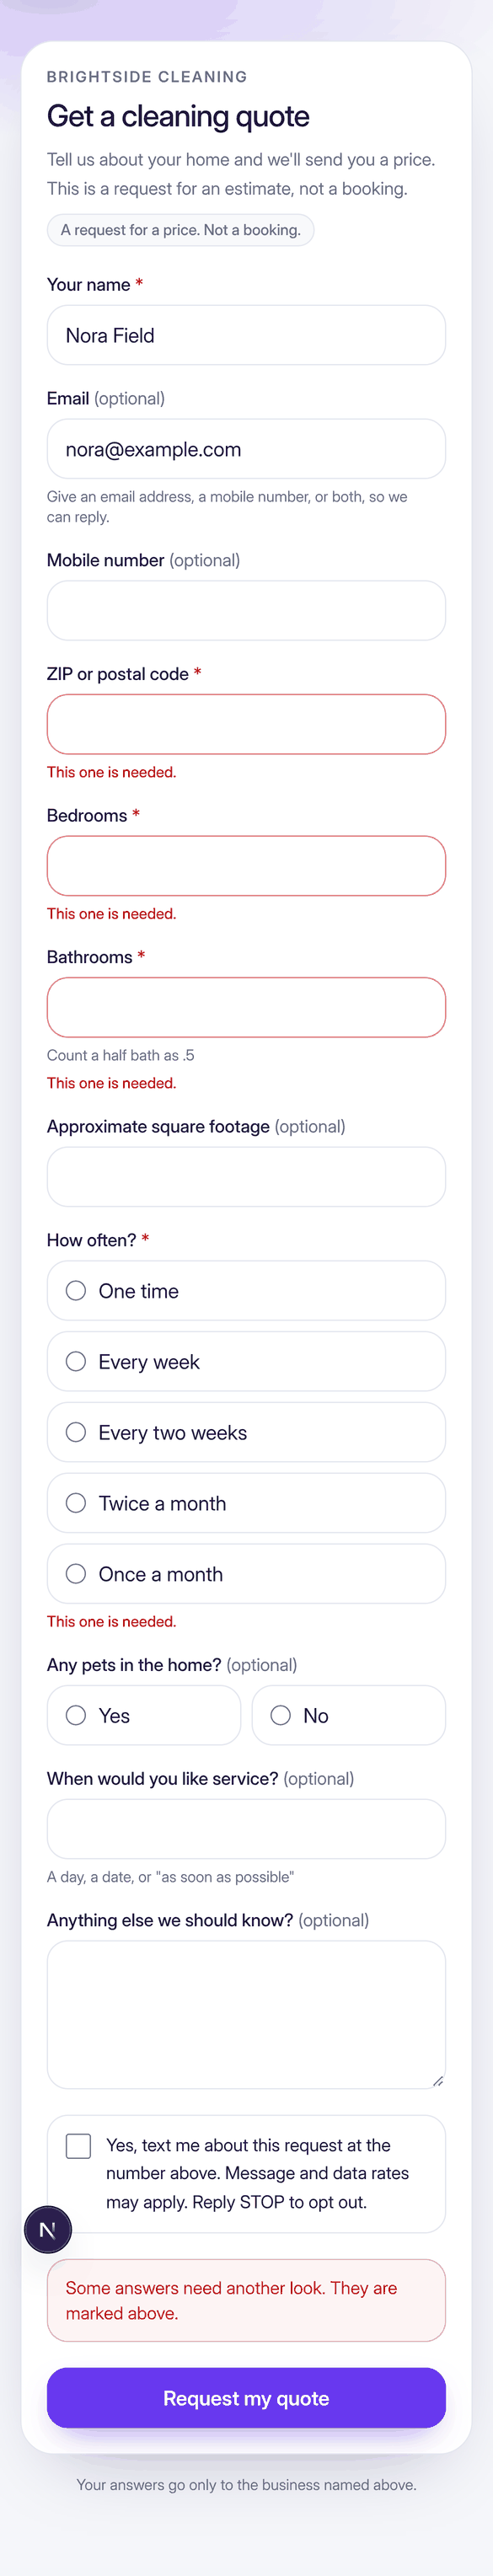 BRIGHTSIDE CLEANING
Get a cleaning quote
Tell us about your home and we'll send you a price.
This is a request for an estimate, not a booking.
A request for a price. Not a booking.
Your name *
Nora Field
Email (optional)
nora@example.com
Give an email address, a mobile number, or both, so we
can reply.
Mobile number (optional)
ZIP or postal code *
This one is needed.
Bedrooms *
This one is needed.
Bathrooms *
Count a half bath as .5
This one is needed.
Approximate square footage (optional)
How often? *
One time
Every week
Every two weeks
Twice a month
Once a month
This one is needed.
Any pets in the home? (optional)
Yes
No
When would you like service? (optional)
A day, a date, or "as soon as possible"
Anything else we should know? (optional)
Yes, text me about this request at the
number above. Message and data rates
may apply. Reply STOP to opt out.
N
Some answers need another look. They are
marked above.
Request my quote
Your answers go only to the business named above.